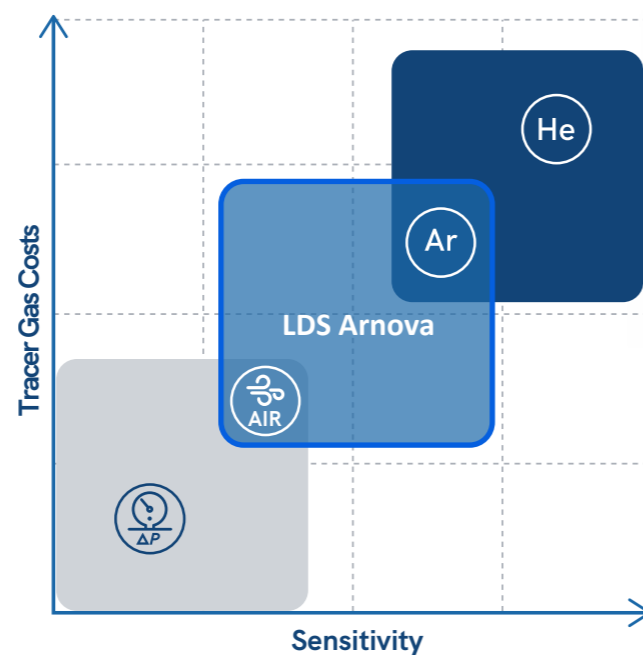 He
Ar
Tracer Gas Costs
LDS Arnova
AIR
ΔP
Sensitivity